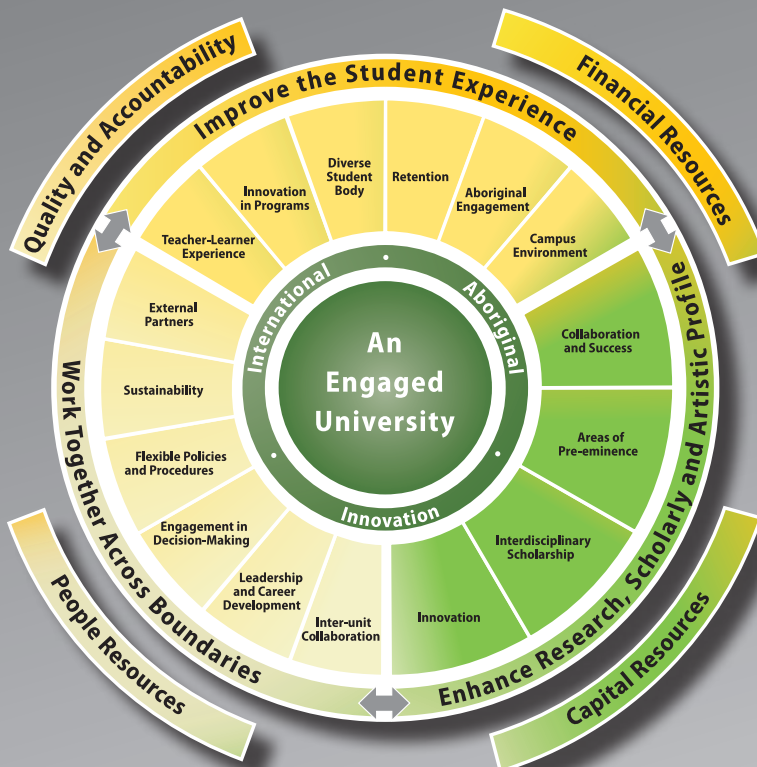 Quality and Accountability
Financial Resources
Improve the Student Experience
Teacher-Learner
Experience
Innovation
in Programs
Diverse
Student
Body
Retention
Aboriginal
Engagement
Campus
Environment
Enhance Research, Scholarly and Artistic Profile
Collaboration
and Success
Areas of
Pre-eminence
Interdisciplinary
Scholarship
Innovation
Work Together Across Boundaries
External
Partners
Sustainability
Flexible Policies
and Procedures
Engagement in
Decision-Making
Leadership
and Career
Development
Inter-unit
Collaboration
International
Aboriginal
Innovation
An
Engaged
University
People Resources
Capital Resources